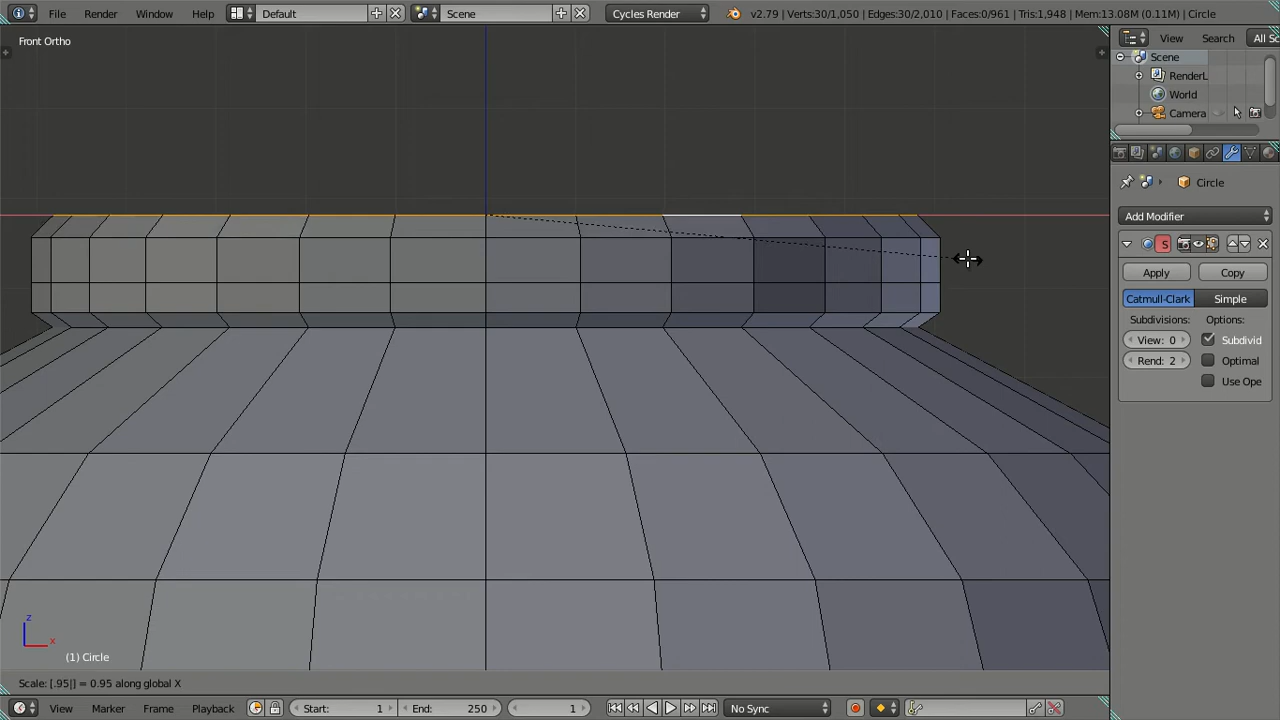 File Render Window Help Default Scene Cycles Render v2.79 | Verts:30/1,050 | Edges:30/2,010 | Faces:0/961 | Tris:1,948 | Mem:13.08M (0.11M) | Circle
Front Ortho
View Search All Sc
Scene
RenderL
World
Camera
Circle
Add Modifier
S
Apply Copy
Catmull-Clark Simple
Subdivisions: Options:
View: 0 Subdivid
Rend: 2 Optimal
Use Ope
z
x
(1) Circle
Scale: [.95|] = 0.95 along global X
View Marker Frame Playback Start: 1 End: 250 1 No Sync